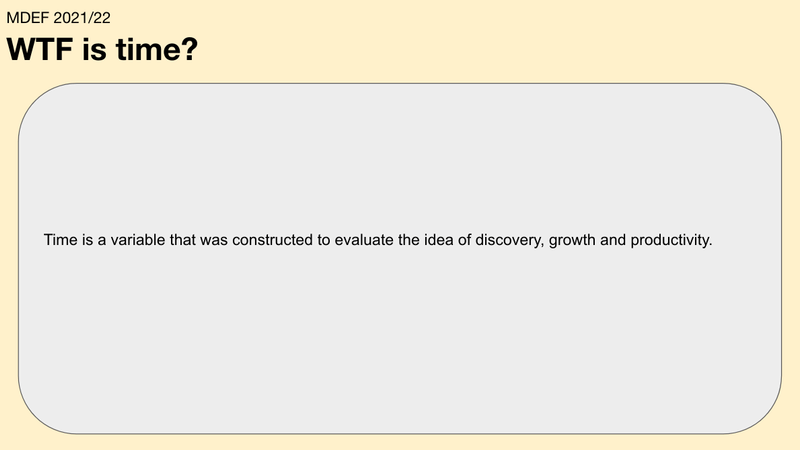 MDEF 2021/22
WTF is time?
Time is a variable that was constructed to evaluate the idea of discovery, growth and productivity.